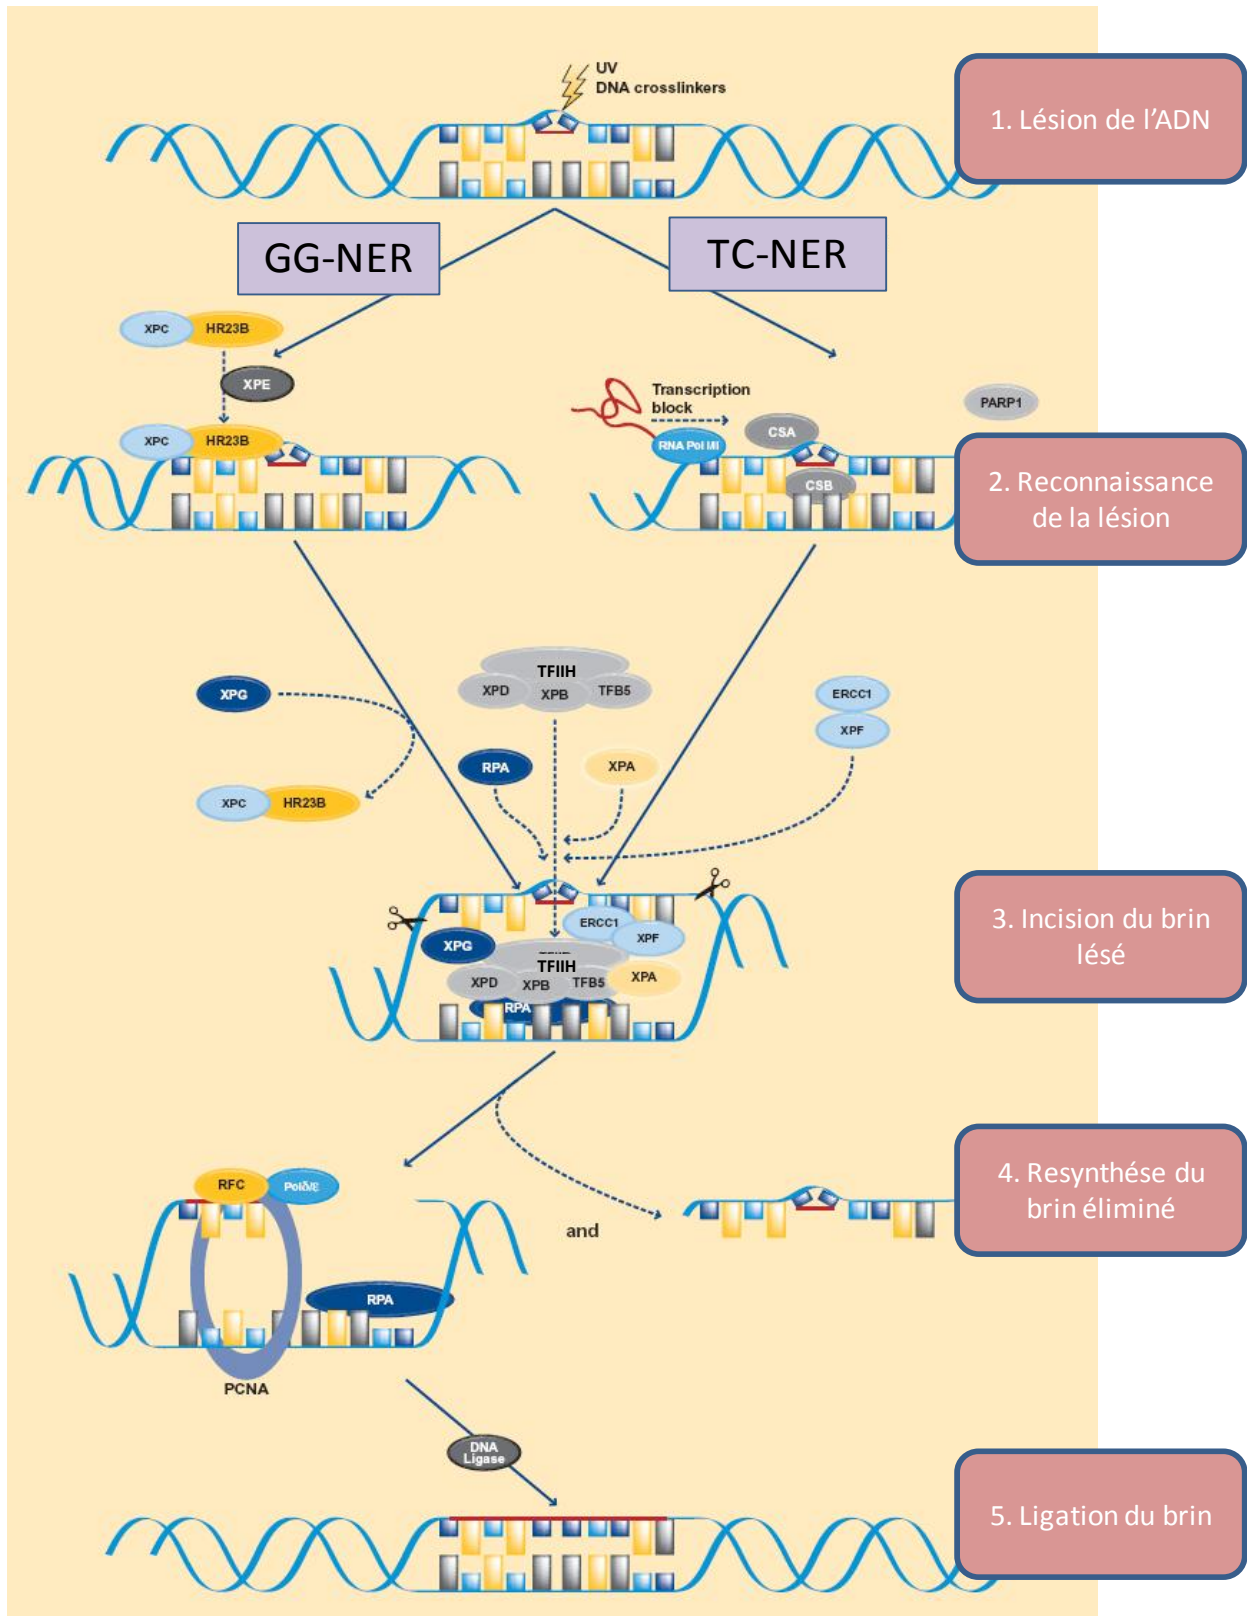 UV
DNA crosslinkers
1. Lésion de l’ADN
GG-NER
TC-NER
XPC
HR23B
XPE
XPC
HR23B
Transcription
block
RNA Pol I/II
CSA
CSB
PARP1
2. Reconnaissance
de la lésion
XPG
XPC
HR23B
TFIIH
XPD
XPB
TFB5
RPA
XPA
ERCC1
XPF
ERCC1
XPF
XPG
TFIIH
XPD
XPB
TFB5
XPA
RPA
3. Incision du brin
lésé
RFC
Polδ/ε
RPA
PCNA
and
4. Resynthése du
brin éliminé
DNA
Ligase
5. Ligation du brin